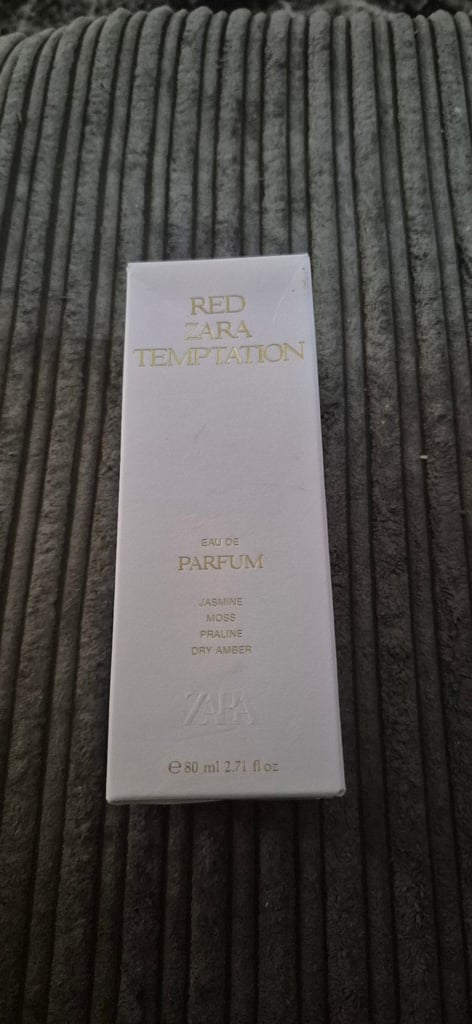 RED
ZARA
TEMPTATION
EAU DE
PARFUM
JASMINE
MOSS
PRALINE
DRY AMBER
ZARA
℮ 80 ml 2.71 fl oz